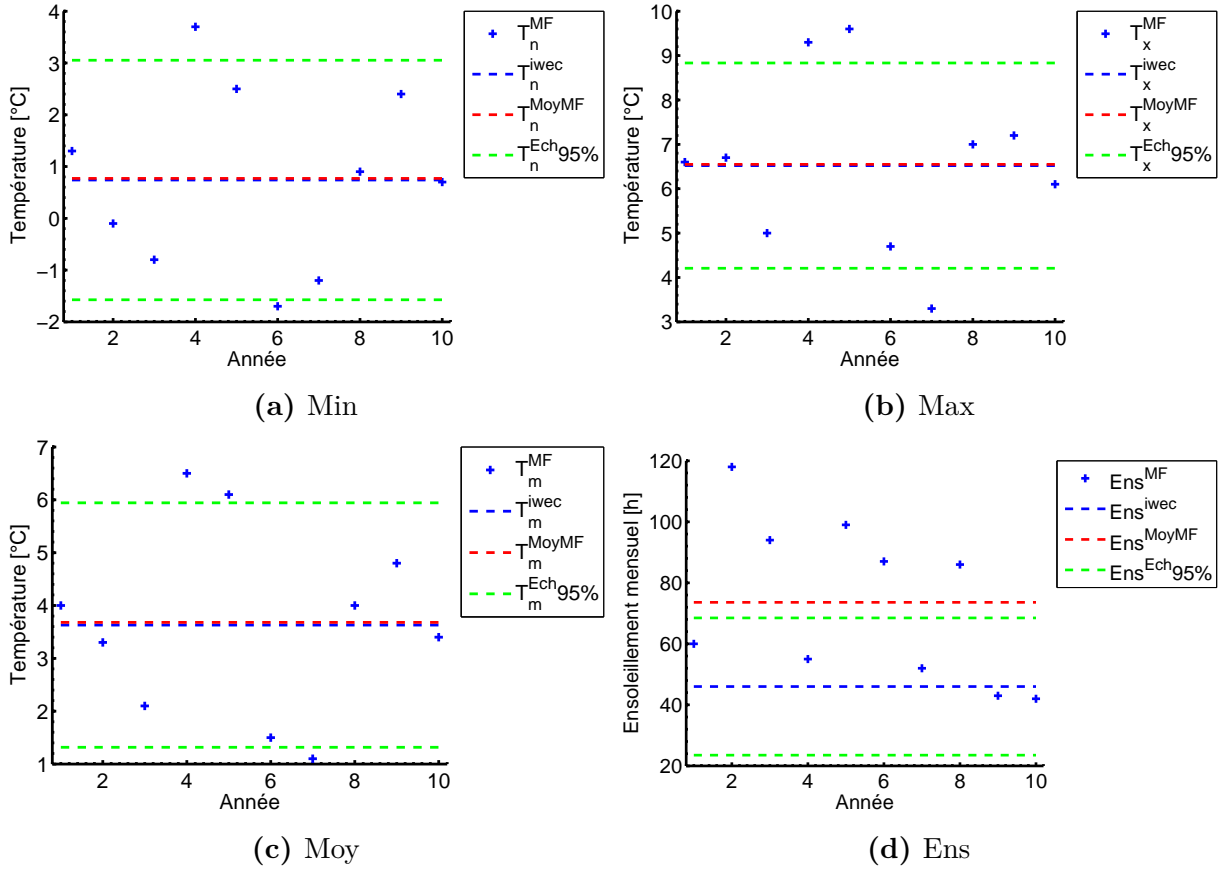 4
3
2
1
0
−1
−2
2
4
6
8
10
Température [°C]
Année
T_n^MF
T_n^iwec
T_n^MoyMF
T_n^Ech 95%
(a) Min
10
9
8
7
6
5
4
3
2
4
6
8
10
Température [°C]
Année
T_x^MF
T_x^iwec
T_x^MoyMF
T_x^Ech 95%
(b) Max
7
6
5
4
3
2
1
2
4
6
8
10
Température [°C]
Année
T_m^MF
T_m^iwec
T_m^MoyMF
T_m^Ech 95%
(c) Moy
120
100
80
60
40
20
2
4
6
8
10
Ensoleillement mensuel [h]
Année
Ens^MF
Ens^iwec
Ens^MoyMF
Ens^Ech 95%
(d) Ens